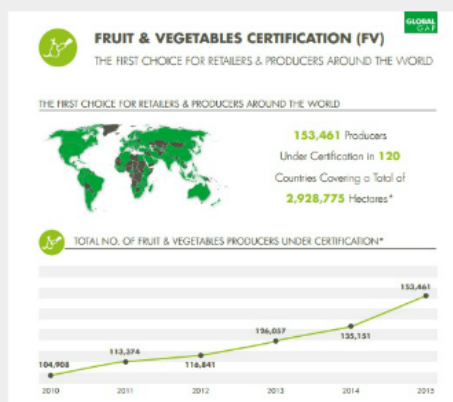 GLOBAL
GAP
FRUIT & VEGETABLES CERTIFICATION (FV)
THE FIRST CHOICE FOR RETAILERS & PRODUCERS AROUND THE WORLD
THE FIRST CHOICE FOR RETAILERS & PRODUCERS AROUND THE WORLD
153,461 Producers
Under Certification in 120
Countries Covering a Total of
2,928,775 Hectares*
TOTAL NO. OF FRUIT & VEGETABLES PRODUCERS UNDER CERTIFICATION*
104,908
113,374
116,841
126,057
135,151
153,461
2010 2011 2012 2013 2014 2015